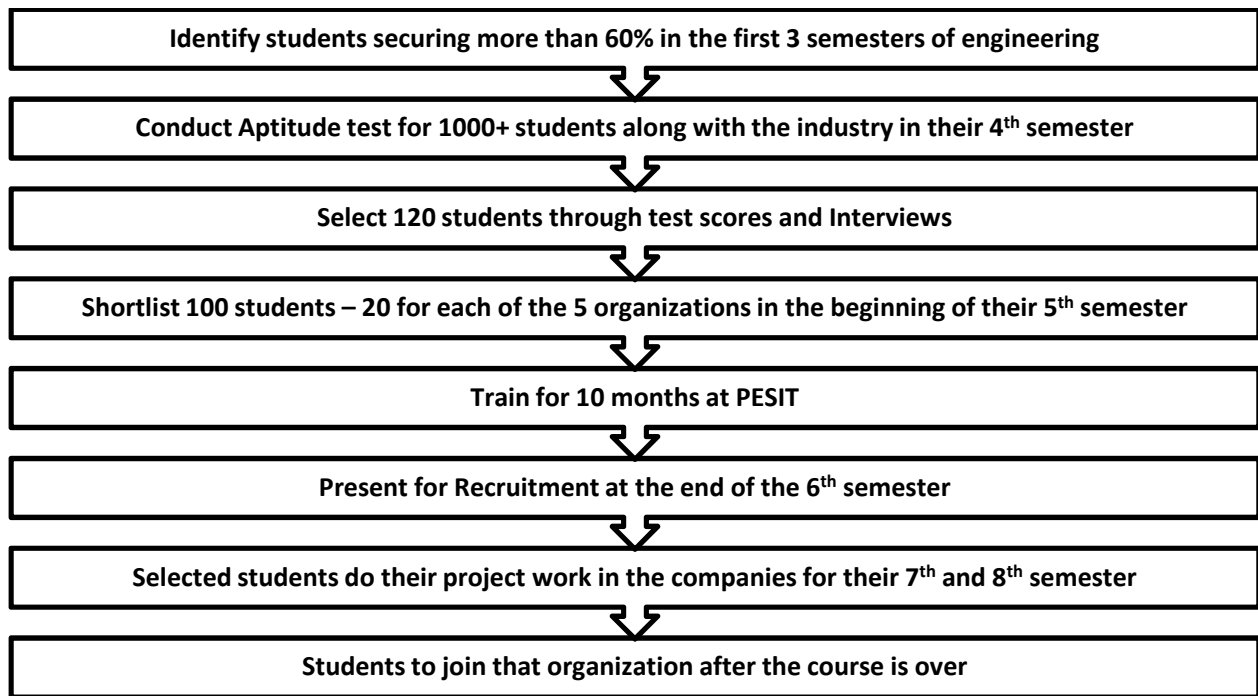 Identify students securing more than 60% in the first 3 semesters of engineering
Conduct Aptitude test for 1000+ students along with the industry in their 4th semester
Select 120 students through test scores and Interviews
Shortlist 100 students – 20 for each of the 5 organizations in the beginning of their 5th semester
Train for 10 months at PESIT
Present for Recruitment at the end of the 6th semester
Selected students do their project work in the companies for their 7th and 8th semester
Students to join that organization after the course is over